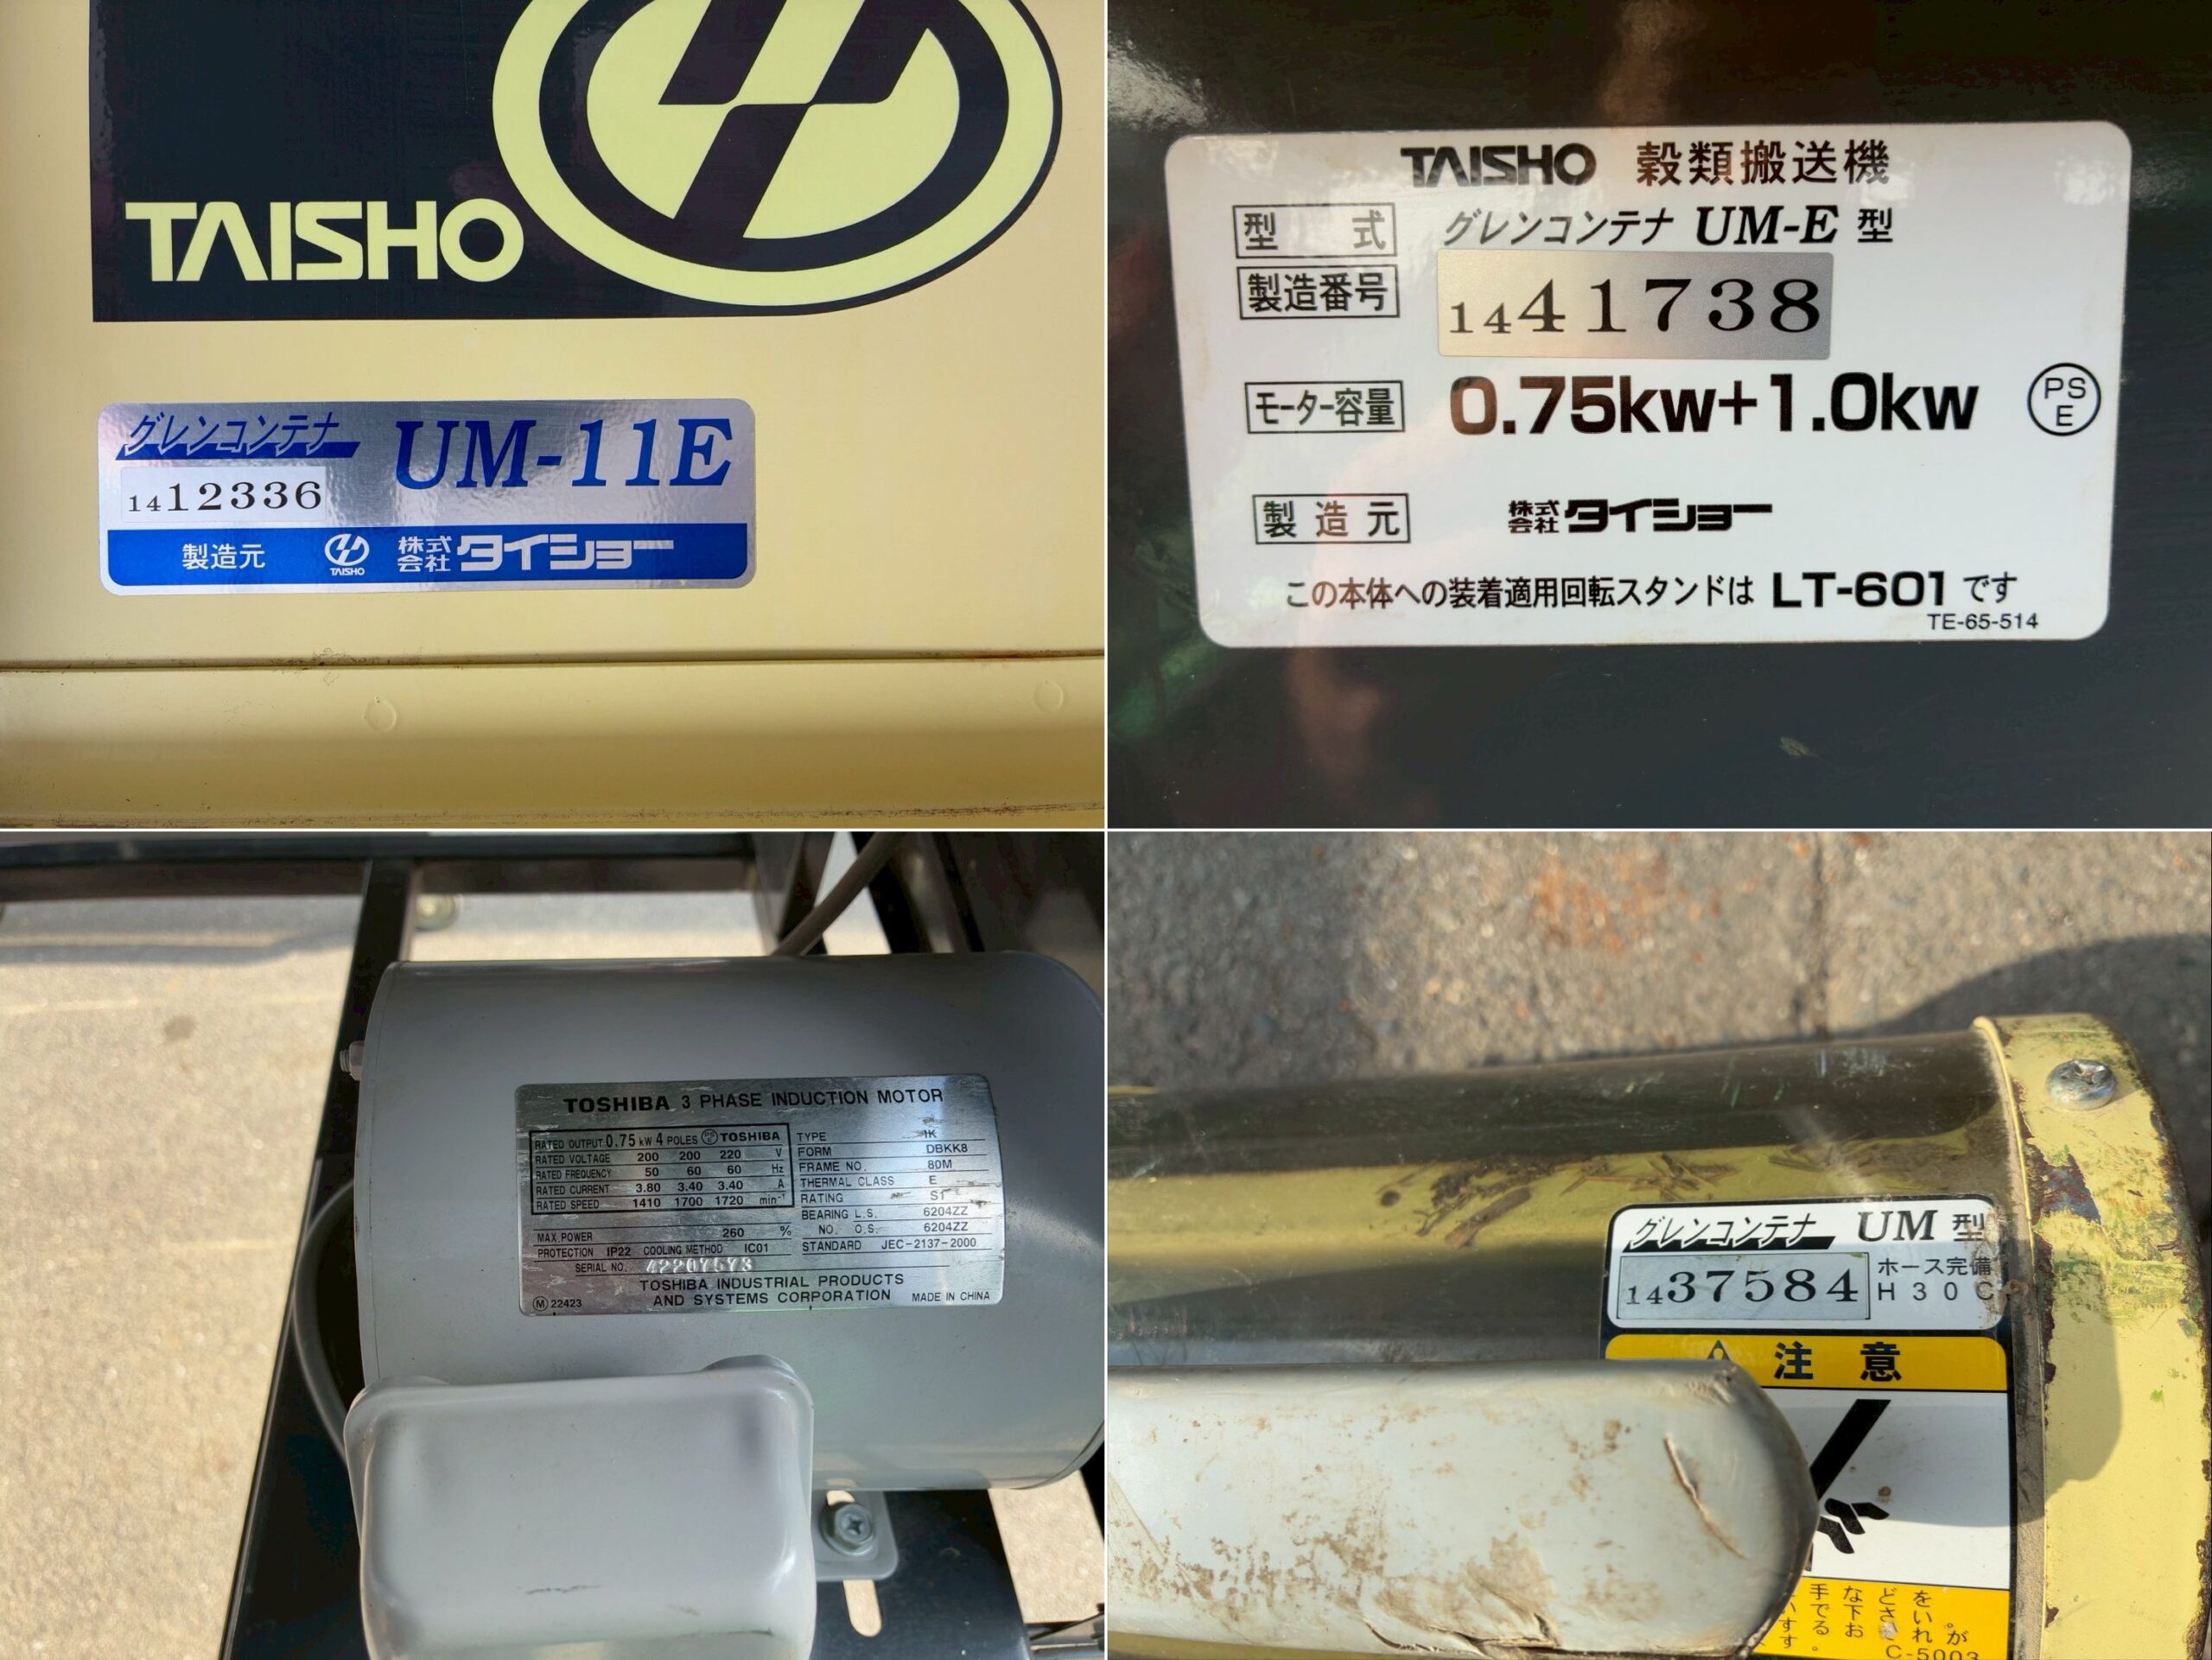 TAISHO
グレンコンテナ UM-11E
1412336
製造元 TAISHO 株式会社タイショー
TAISHO 穀類搬送機
型式 グレンコンテナ UM-E 型
製造番号 1441738
モーター容量 0.75kw+1.0kw PSE
製造元 株式会社タイショー
この本体への装着適用回転スタンドは LT-601 です
TE-65-514
TOSHIBA 3 PHASE INDUCTION MOTOR
RATED OUTPUT 0.75 kW 4 POLES TOSHIBA
RATED VOLTAGE 200 200 220 V
RATED FREQUENCY 50 60 60 Hz
RATED CURRENT 3.80 3.40 3.40 A
RATED SPEED 1410 1700 1720 min-1
MAX.POWER 260 %
PROTECTION IP22 COOLING METHOD IC01
SERIAL NO. 42207573
TYPE IK
FORM DBKK8
FRAME NO. 80M
THERMAL CLASS E
RATING S1
BEARING L.S. 6204ZZ
NO. O.S. 6204ZZ
STANDARD JEC-2137-2000
TOSHIBA INDUSTRIAL PRODUCTS
AND SYSTEMS CORPORATION MADE IN CHINA
M 22423
グレンコンテナ UM 型
1437584 ホース完備
H30C
注意
C-5003